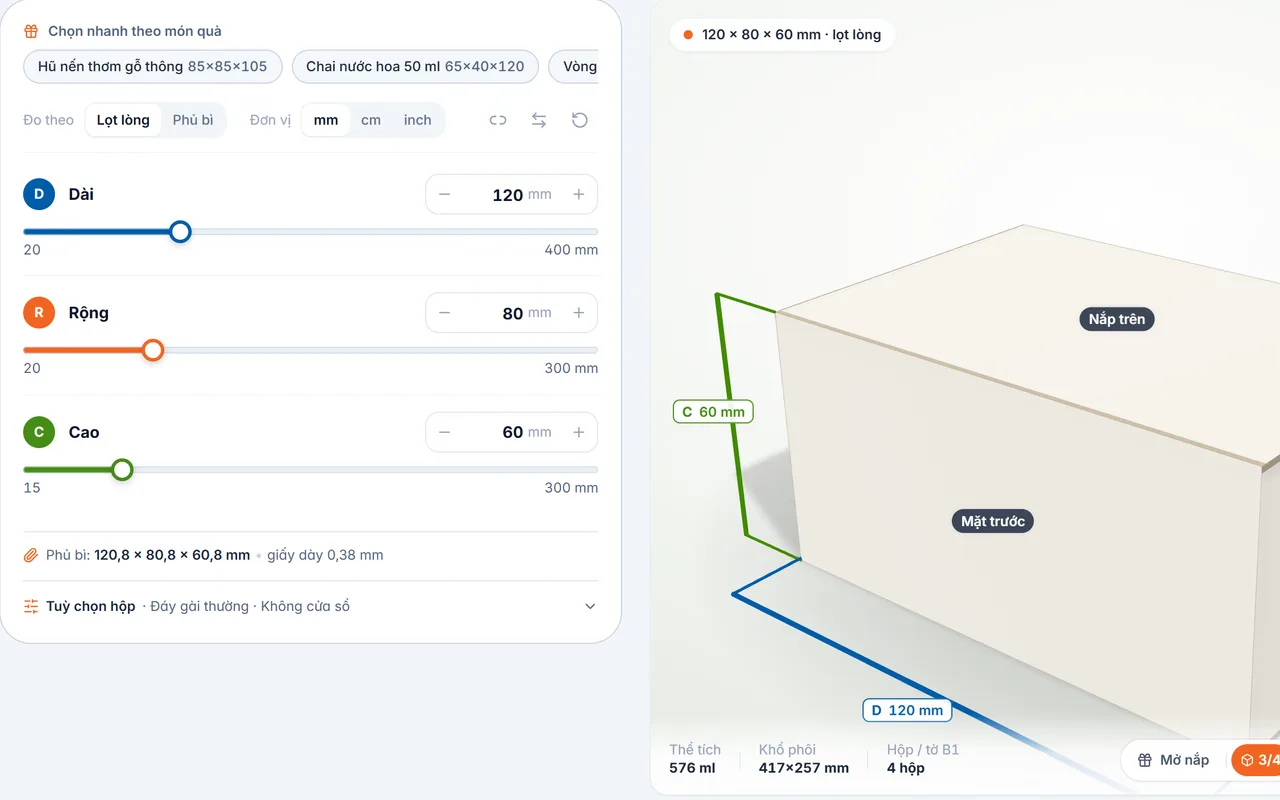 Chọn nhanh theo món quà
Hũ nến thơm gỗ thông 85×85×105
Chai nước hoa 50 ml 65×40×120
Vòng
Đo theo Lọt lòng Phủ bì Đơn vị mm cm inch
D Dài − 120 mm +
20 400 mm
R Rộng − 80 mm +
20 300 mm
C Cao − 60 mm +
15 300 mm
Phủ bì: 120,8 × 80,8 × 60,8 mm • giấy dày 0,38 mm
Tuỳ chọn hộp · Đáy gài thường · Không cửa sổ
120 × 80 × 60 mm · lọt lòng
Nắp trên
C 60 mm
Mặt trước
D 120 mm
Thể tích Khổ phôi Hộp / tờ B1
576 ml 417×257 mm 4 hộp
Mở nắp
3/4